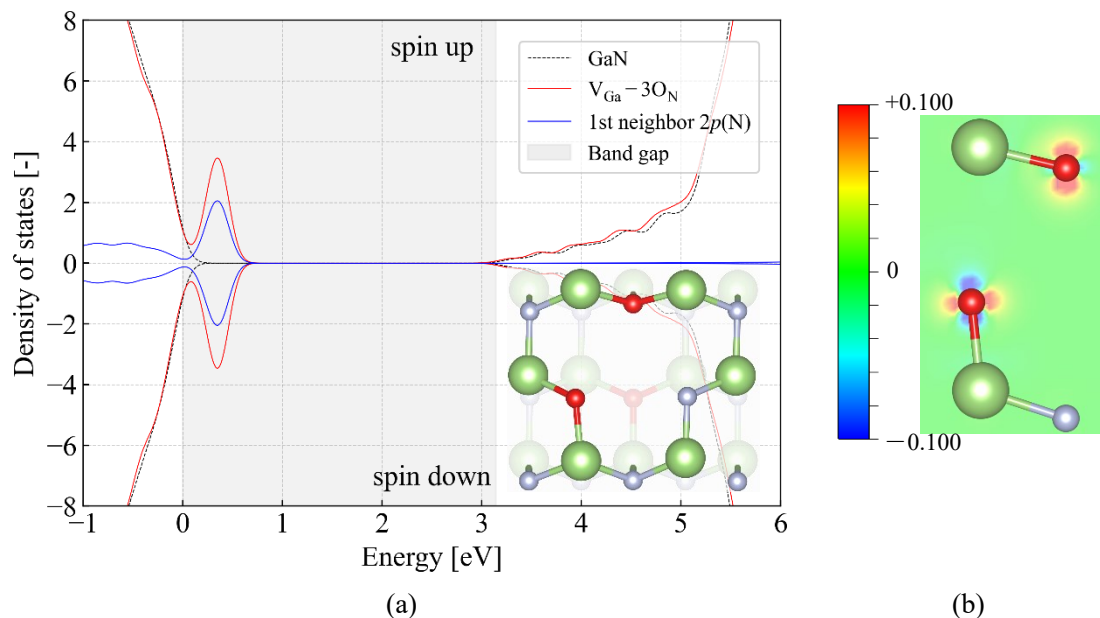 8
6
4
2
0
−2
−4
−6
−8
Density of states [-]
−1
0
1
2
3
4
5
6
Energy [eV]
spin up
spin down
GaN
V_Ga − 3O_N
1st neighbor 2p(N)
Band gap
(a)
+0.100
0
−0.100
(b)